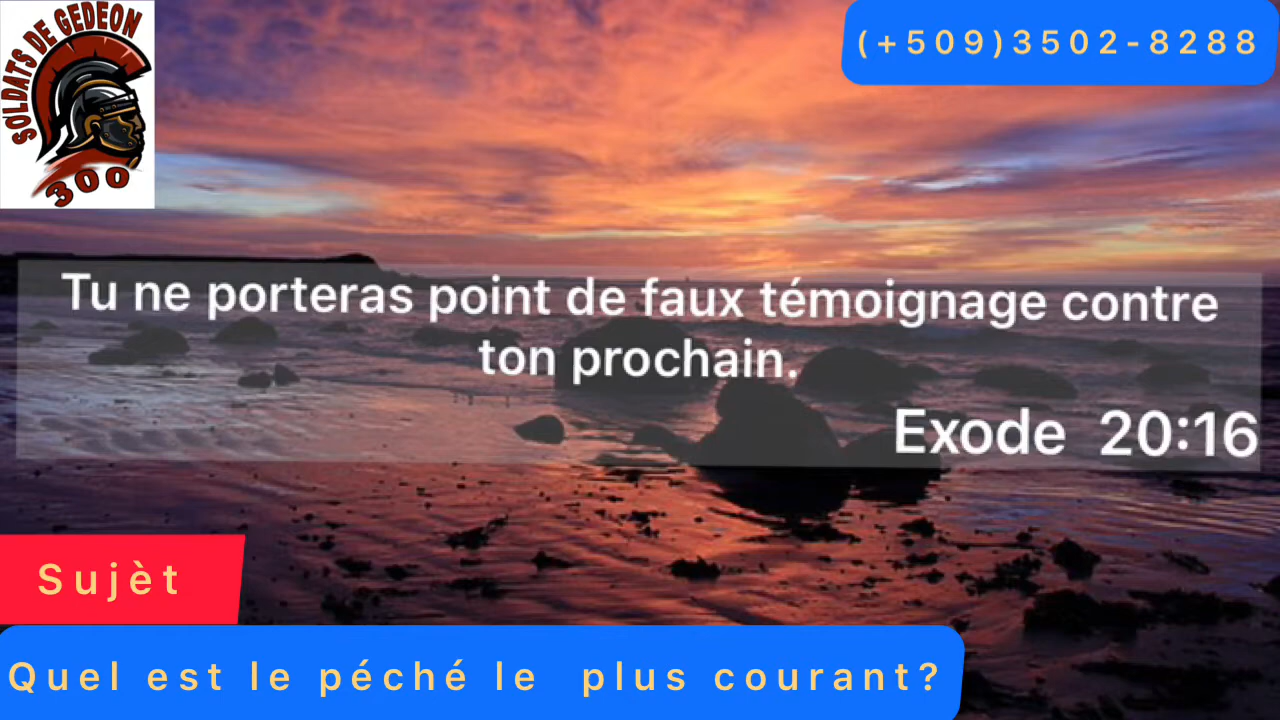 SOLDATS DE GEDEON
300
(+509)3502-8288
Tu ne porteras point de faux témoignage contre
ton prochain.
Exode 20:16
Sujèt
Quel est le péché le plus courant?